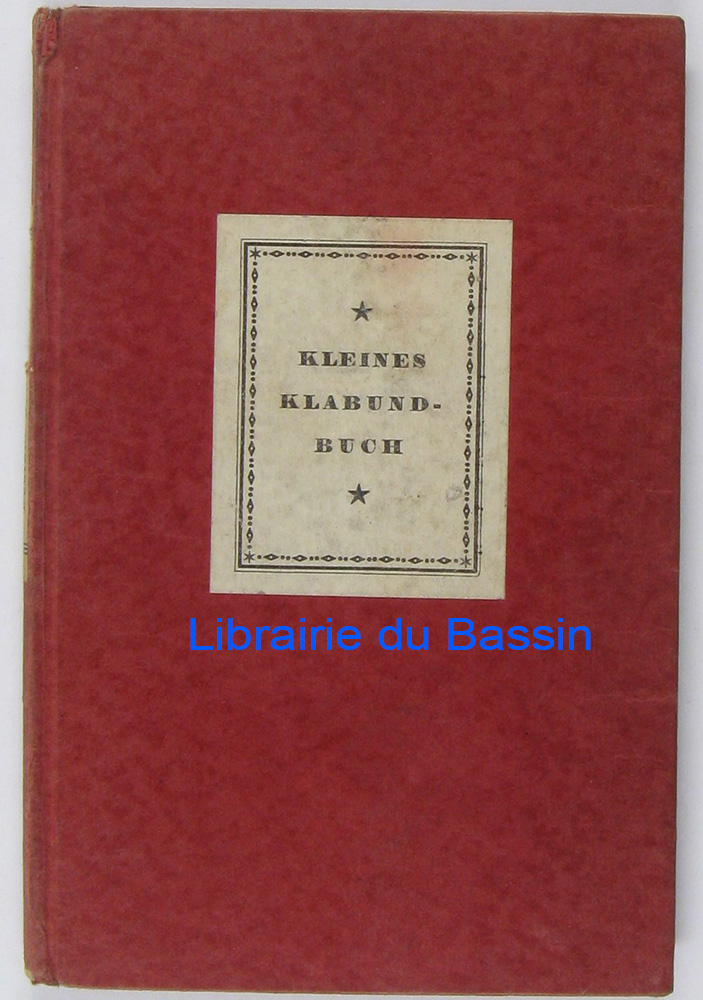 KLEINES
KLABUND-
BUCH
Librairie du Bassin